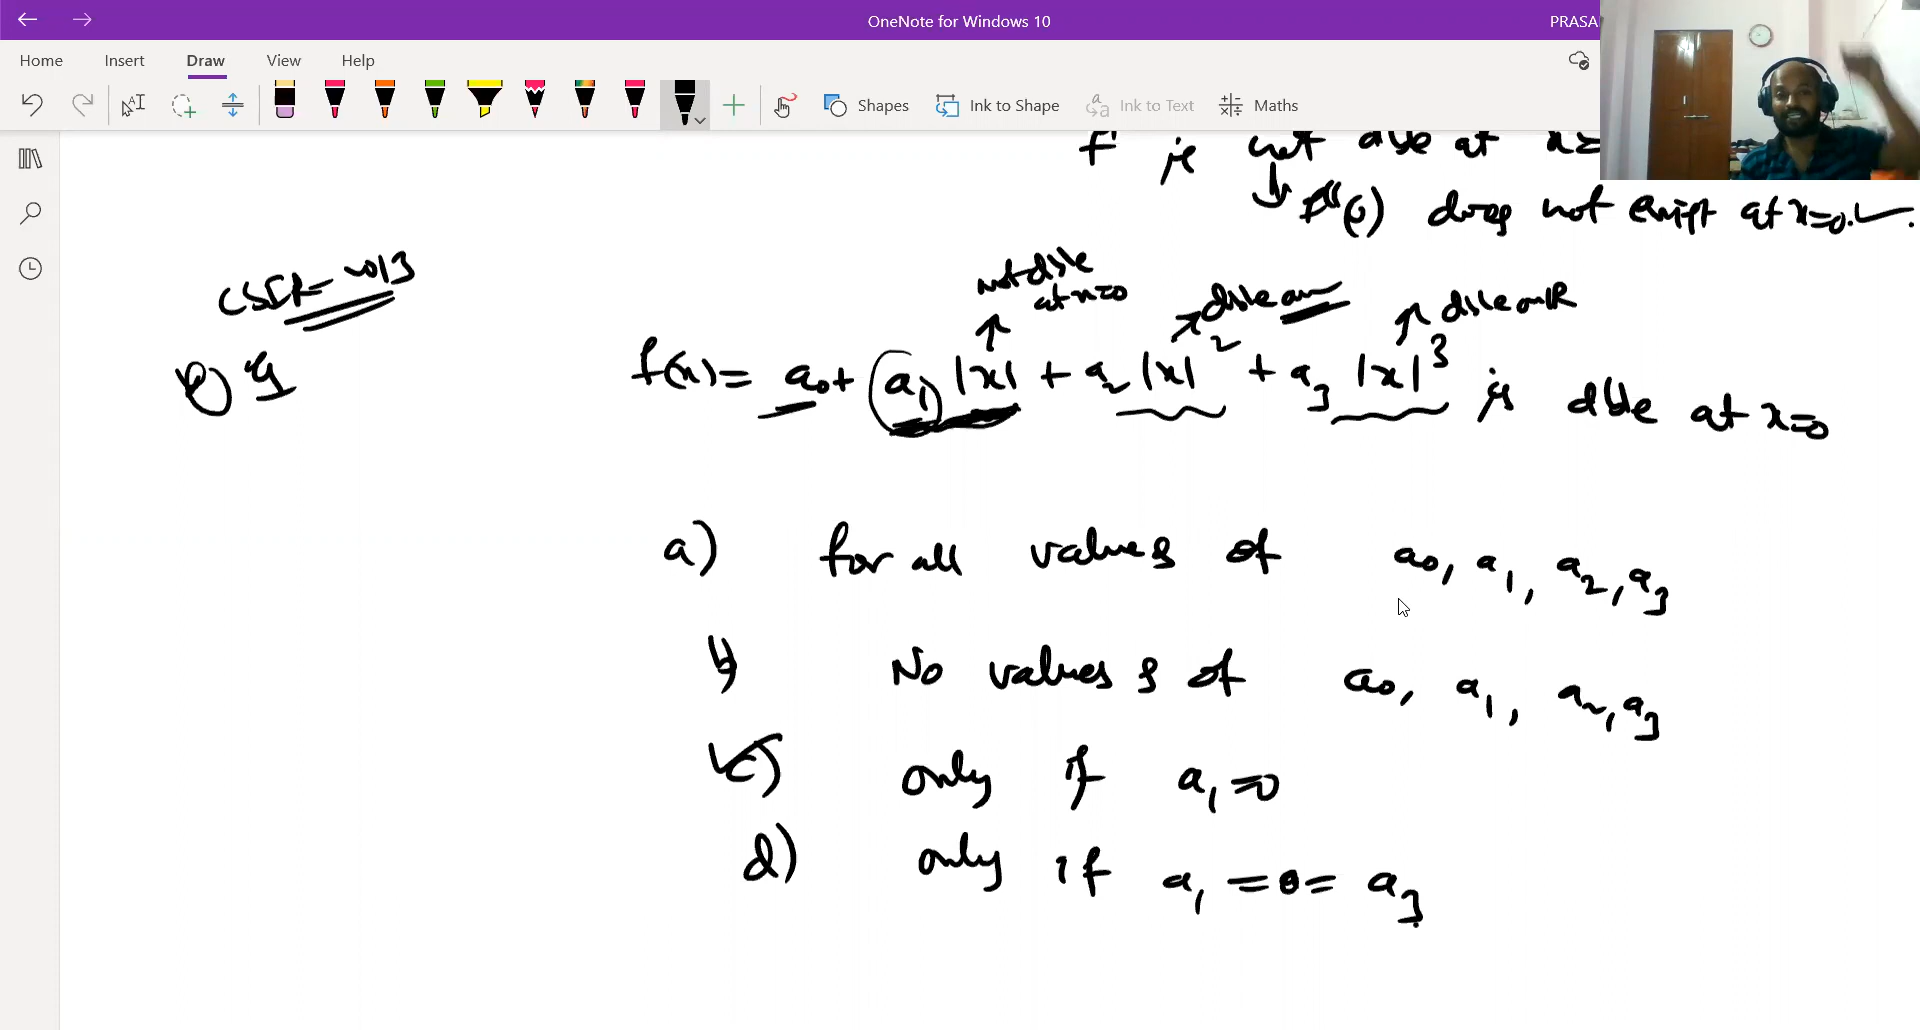 OneNote for Windows 10
PRASA
Home Insert Draw View Help
Shapes Ink to Shape Ink to Text Maths
f' is not dble at x=
f''(0) does not exist at x=0.
CSIR-2013
not dble at x=0
dble on
dble on R
f(x) = a₀ + a₁|x| + a₂|x|² + a₃|x|³ is dble at x=0
a) for all values of a₀, a₁, a₂, a₃
b) No values of a₀, a₁, a₂, a₃
c) only if a₁=0
d) only if a₁=0=a₃